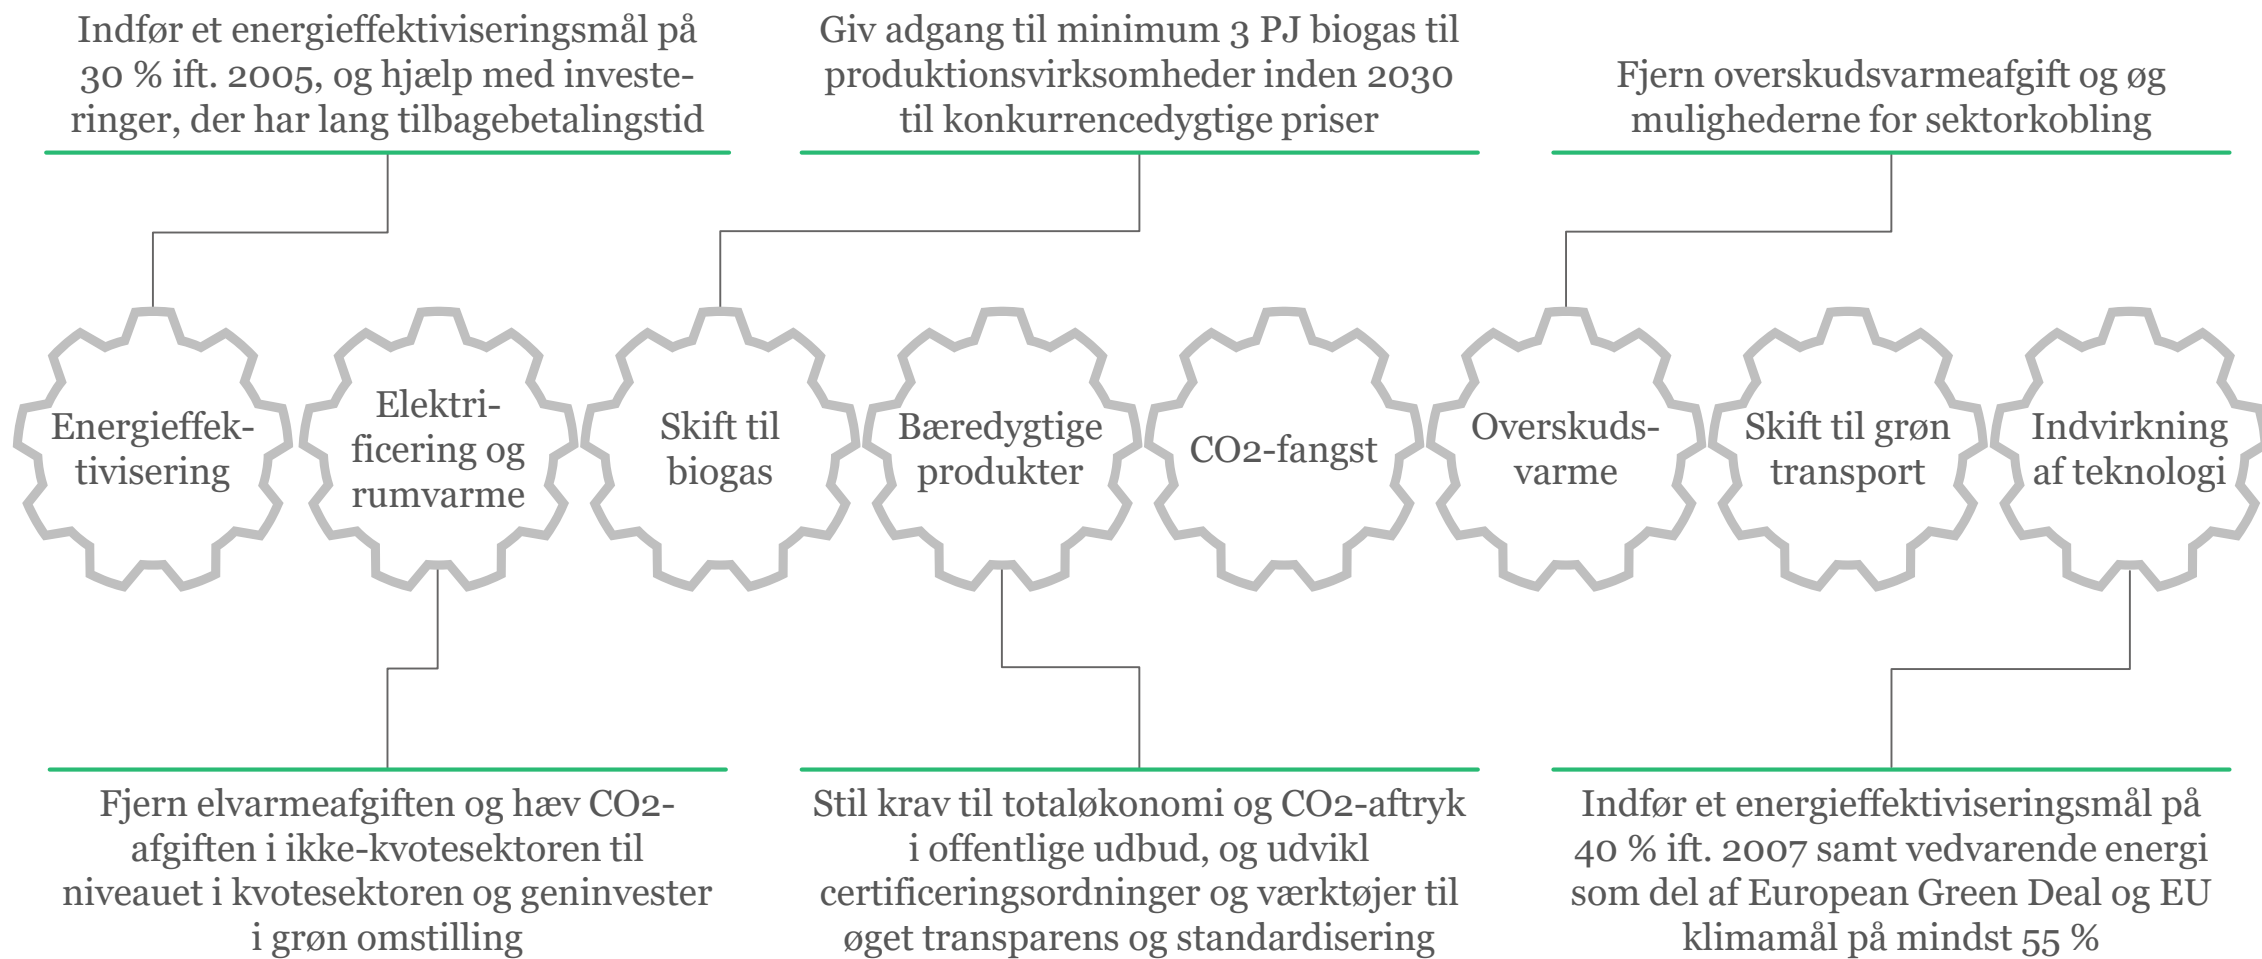 Indfør et energieffektiviseringsmål på
30 % ift. 2005, og hjælp med investe-
ringer, der har lang tilbagebetalingstid
Giv adgang til minimum 3 PJ biogas til
produktionsvirksomheder inden 2030
til konkurrencedygtige priser
Fjern overskudsvarmeafgift og øg
mulighederne for sektorkobling
Energieffek-
tivisering
Elektri-
ficering og
rumvarme
Skift til
biogas
Bæredygtige
produkter
CO2-fangst
Overskuds-
varme
Skift til grøn
transport
Indvirkning
af teknologi
Fjern elvarmeafgiften og hæv CO2-
afgiften i ikke-kvotesektoren til
niveauet i kvotesektoren og geninvester
i grøn omstilling
Stil krav til totaløkonomi og CO2-aftryk
i offentlige udbud, og udvikl
certificeringsordninger og værktøjer til
øget transparens og standardisering
Indfør et energieffektiviseringsmål på
40 % ift. 2007 samt vedvarende energi
som del af European Green Deal og EU
klimamål på mindst 55 %